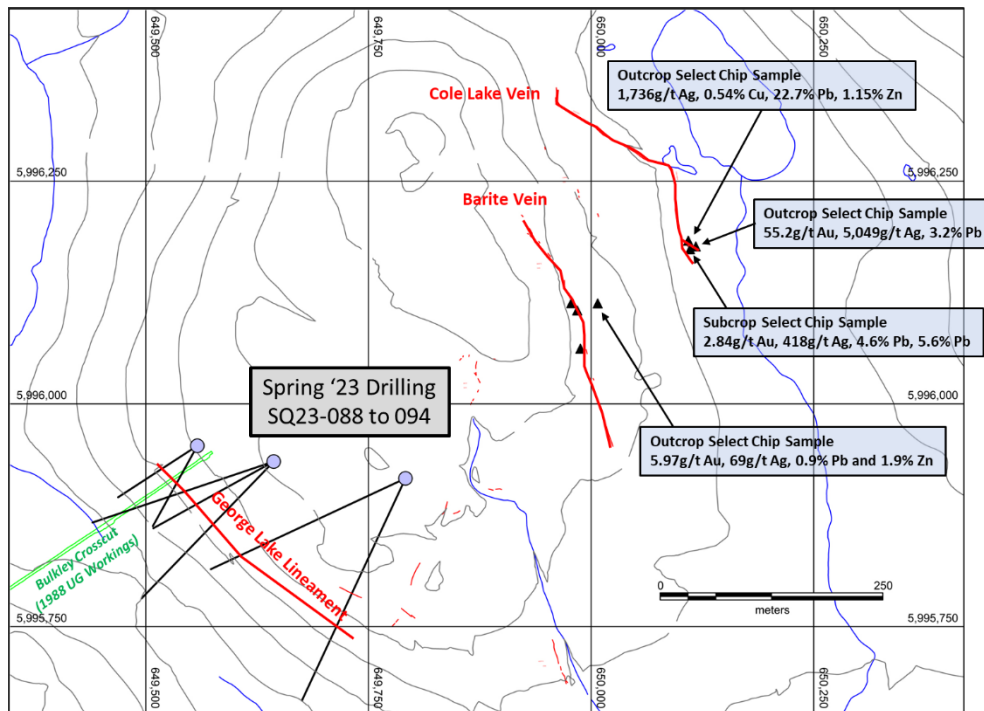 649,500
649,750
650,000
650,250
Outcrop Select Chip Sample
1,736g/t Ag, 0.54% Cu, 22.7% Pb, 1.15% Zn
Cole Lake Vein
5,996,250
5,996,250
Barite Vein
Outcrop Select Chip Sample
55.2g/t Au, 5,049g/t Ag, 3.2% Pb
Subcrop Select Chip Sample
2.84g/t Au, 418g/t Ag, 4.6% Pb, 5.6% Pb
Spring ‘23 Drilling
SQ23-088 to 094
5,996,000
5,996,000
Outcrop Select Chip Sample
5.97g/t Au, 69g/t Ag, 0.9% Pb and 1.9% Zn
George Lake Lineament
Bulkley Crosscut
(1988 UG Workings)
0
250
meters
5,995,750
5,995,750
649,500
649,750
650,000
650,250